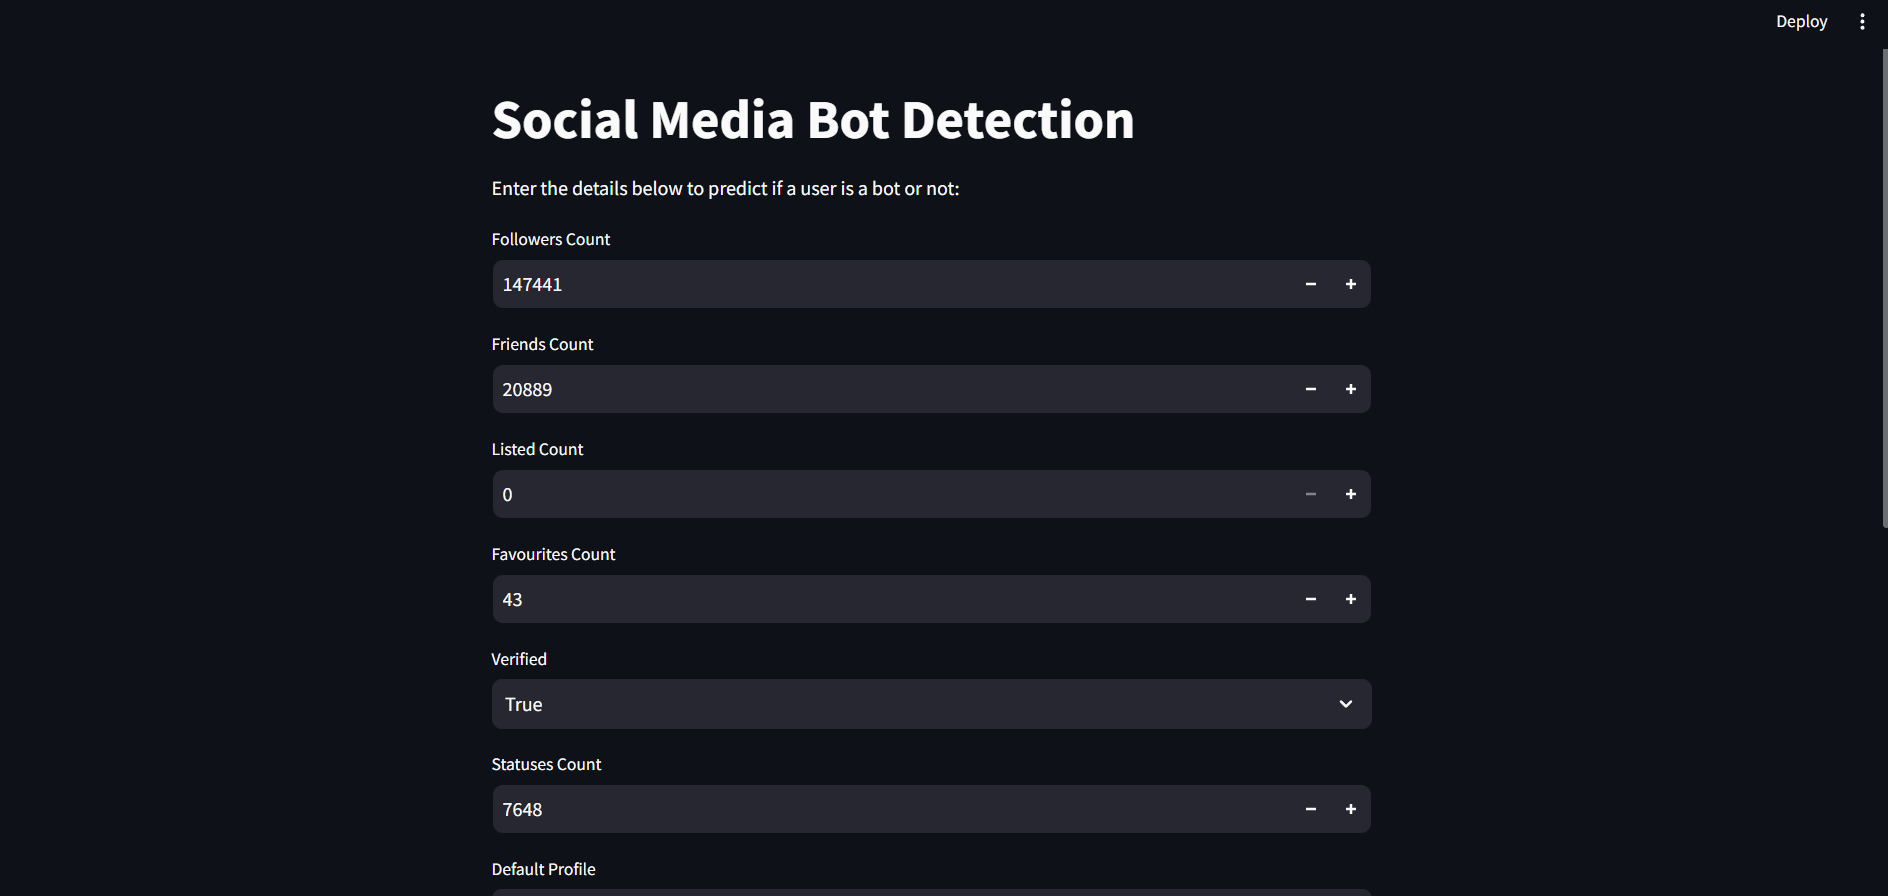 Deploy
Social Media Bot Detection
Enter the details below to predict if a user is a bot or not:
Followers Count
147441
Friends Count
20889
Listed Count
0
Favourites Count
43
Verified
True
Statuses Count
7648
Default Profile